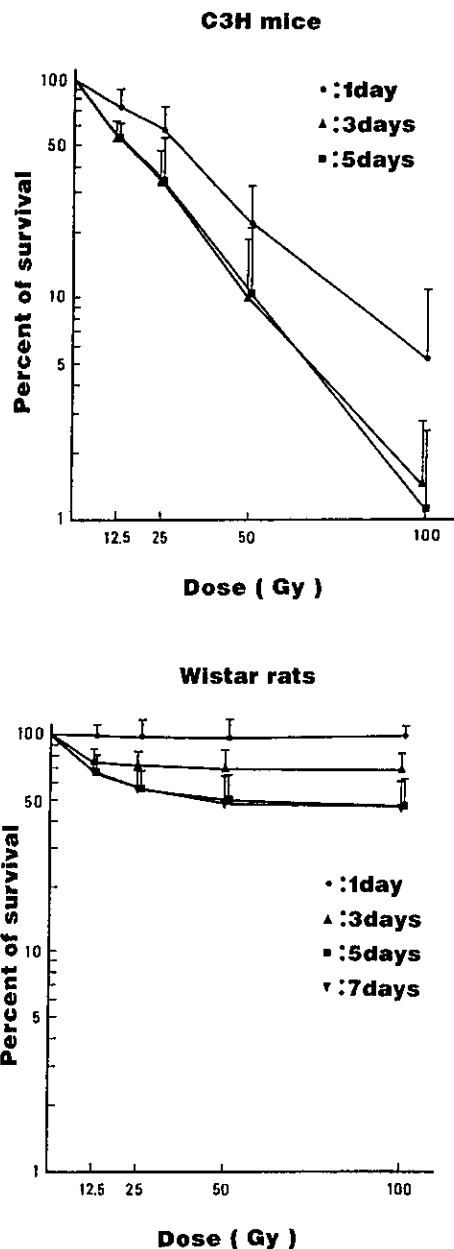 C3H mice
100
50
10
5
1
Percent of survival
:1day
:3days
:5days
12.5 25 50 100
Dose ( Gy )
Wistar rats
100
50
10
5
1
Percent of survival
:1day
:3days
:5days
:7days
12.5 25 50 100
Dose ( Gy )